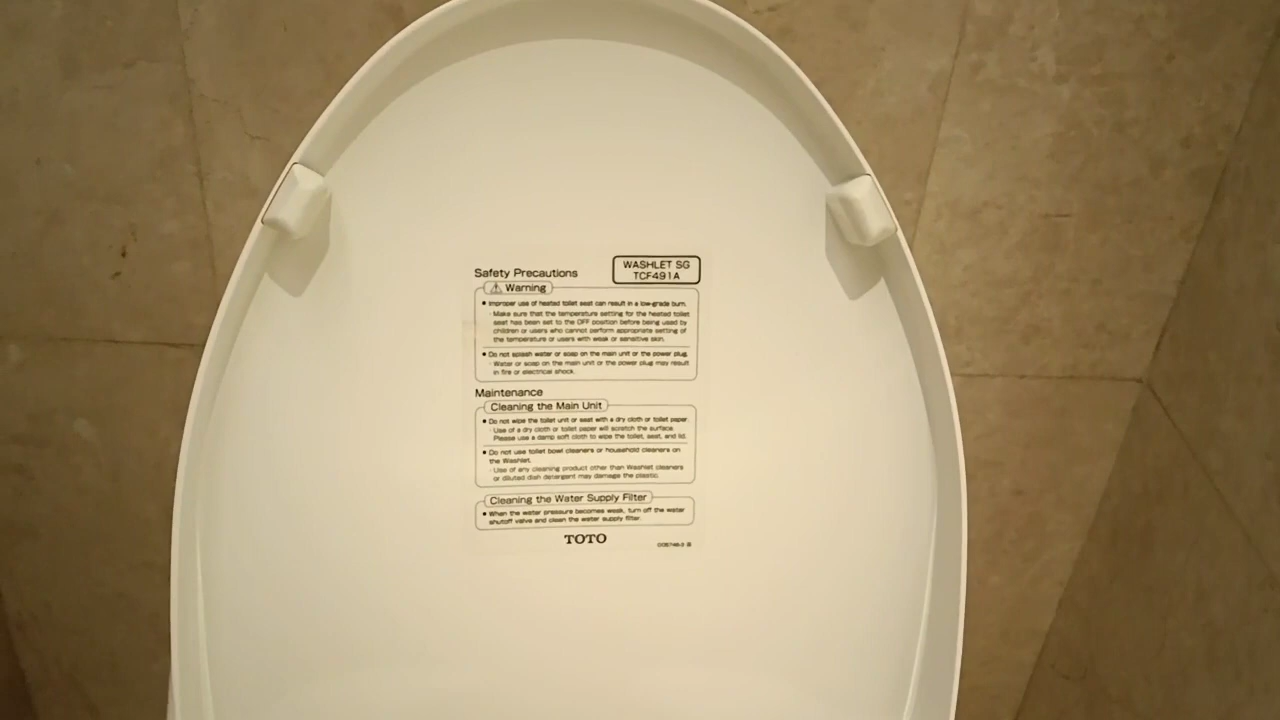 WASHLET SG
TCF491A
Safety Precautions
Warning
• Improper use of heated toilet seat can result in a low-grade burn.
· Make sure that the temperature setting for the heated toilet
seat has been set to the OFF position before being used by
children or users who cannot perform appropriate setting of
the temperature or users with weak or sensitive skin.
• Do not splash water or soap on the main unit or the power plug.
· Water or soap on the main unit or the power plug may result
in fire or electrical shock.
Maintenance
Cleaning the Main Unit
• Do not wipe the toilet unit or seat with a dry cloth or toilet paper.
· Use of a dry cloth or toilet paper will scratch the surface.
Please use a damp soft cloth to wipe the toilet, seat, and lid.
• Do not use toilet bowl cleaners or household cleaners on
the Washlet.
· Use of any cleaning product other than Washlet cleaners
or diluted dish detergent may damage the plastic.
Cleaning the Water Supply Filter
• When the water pressure becomes weak, turn off the water
shutoff valve and clean the water supply filter.
TOTO